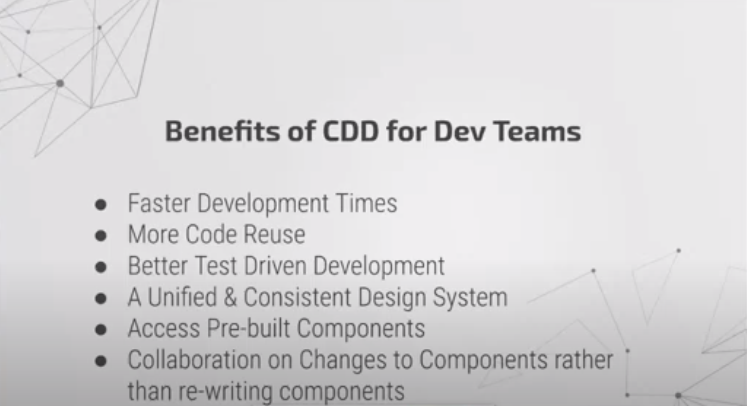 Benefits of CDD for Dev Teams
● Faster Development Times
● More Code Reuse
● Better Test Driven Development
● A Unified & Consistent Design System
● Access Pre-built Components
● Collaboration on Changes to Components rather
than re-writing components